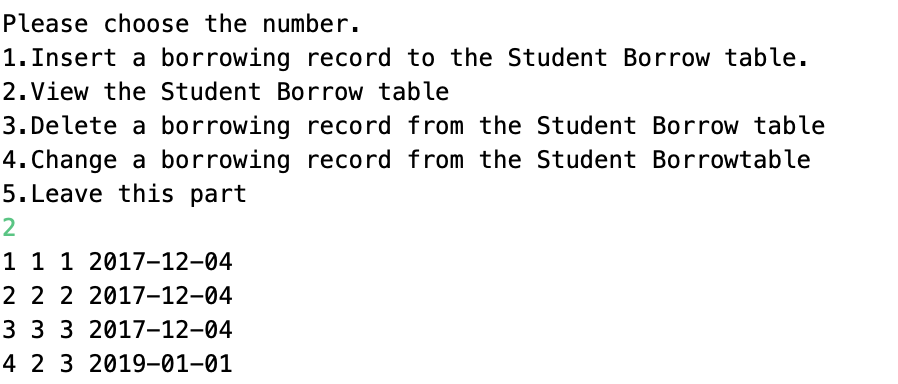 Please choose the number.
1.Insert a borrowing record to the Student Borrow table.
2.View the Student Borrow table
3.Delete a borrowing record from the Student Borrow table
4.Change a borrowing record from the Student Borrowtable
5.Leave this part
2
1 1 1 2017-12-04
2 2 2 2017-12-04
3 3 3 2017-12-04
4 2 3 2019-01-01